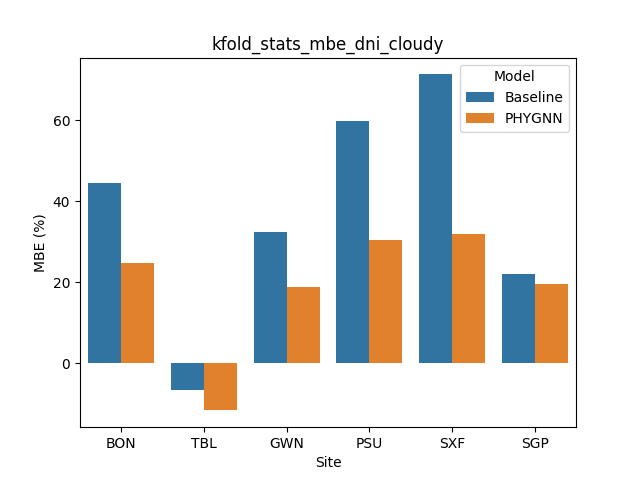 kfold_stats_mbe_dni_cloudy
Model
Baseline
PHYGNN
MBE (%)
60
40
20
0
BON TBL GWN PSU SXF SGP
Site